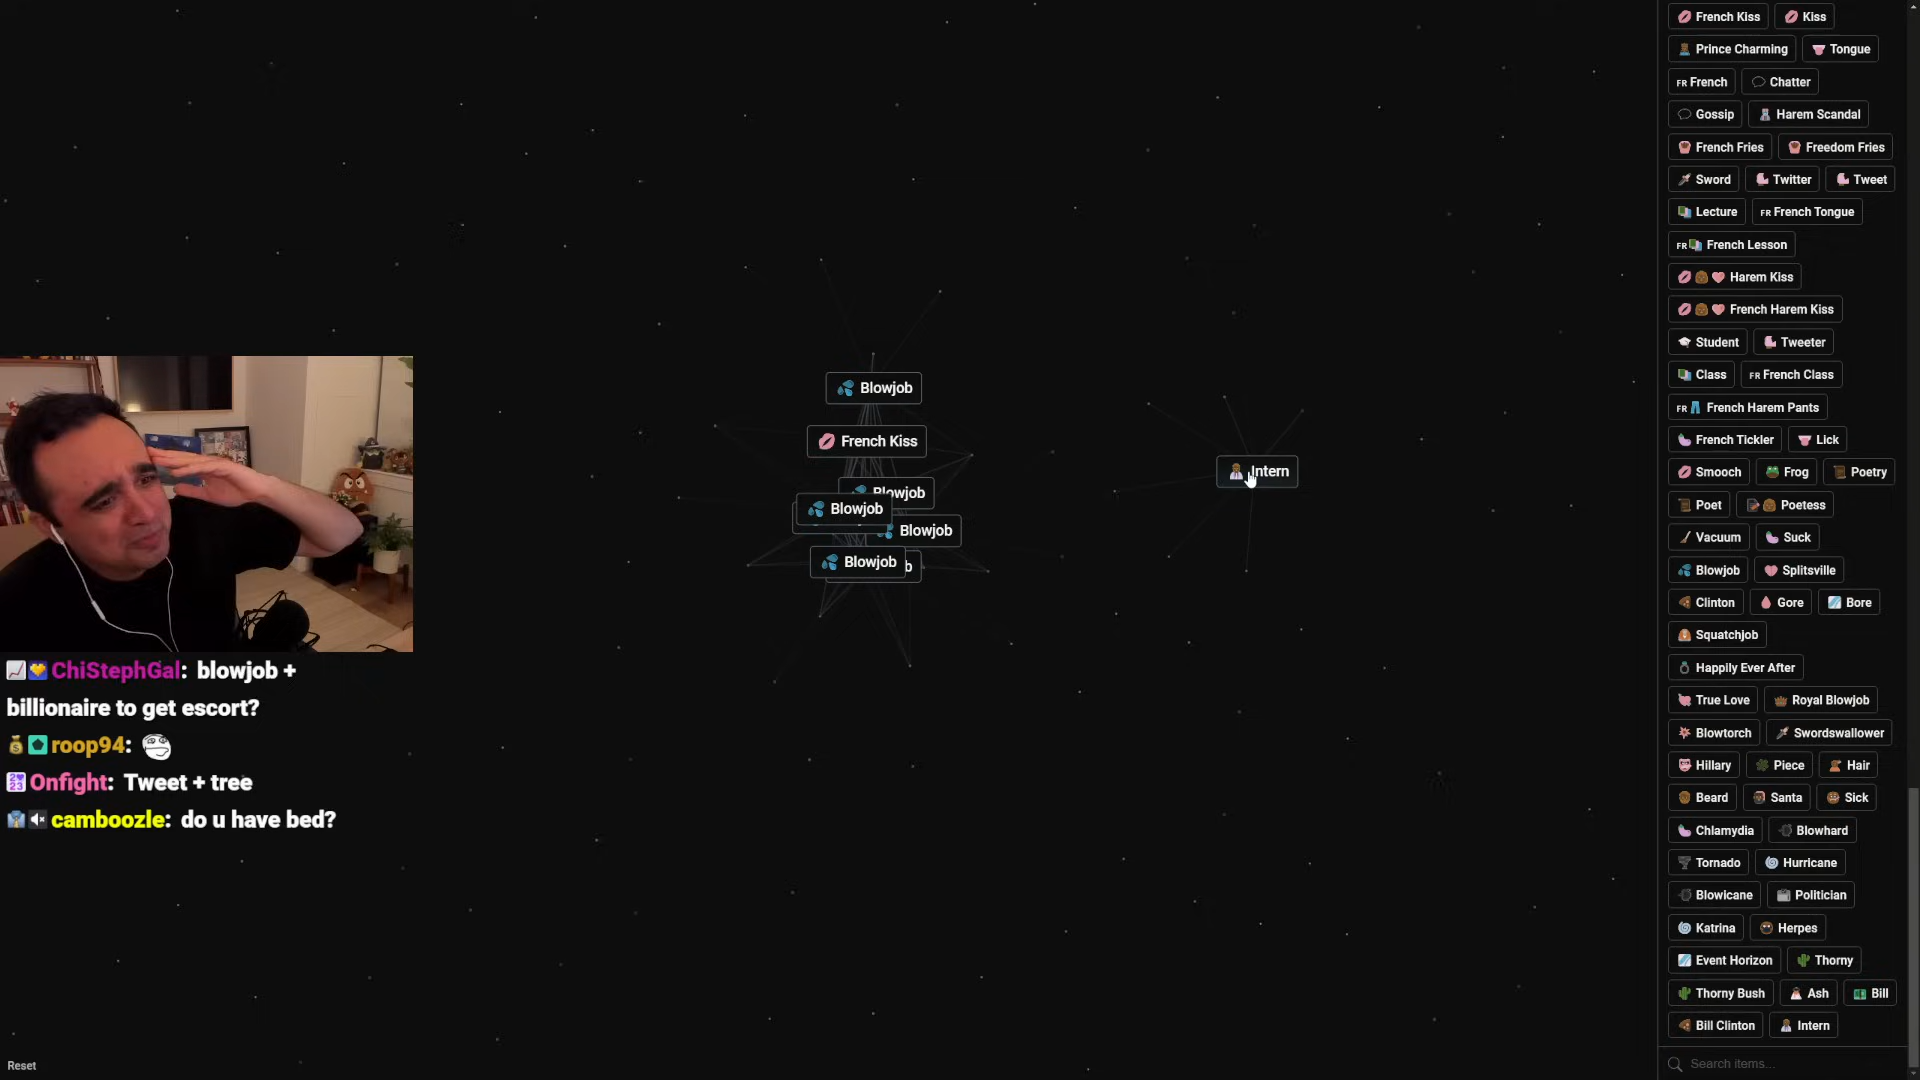 French Kiss Kiss
Prince Charming Tongue
FR French Chatter
Gossip Harem Scandal
French Fries Freedom Fries
Sword Twitter Tweet
Lecture FR French Tongue
FR French Lesson
Harem Kiss
French Harem Kiss
Student Tweeter
Class FR French Class
FR French Harem Pants
French Tickler Lick
Smooch Frog Poetry
Poet Poetess
Vacuum Suck
Blowjob Splitsville
Clinton Gore Bore
Squatchjob
Happily Ever After
True Love Royal Blowjob
Blowtorch Swordswallower
Hillary Piece Hair
Beard Santa Sick
Chlamydia Blowhard
Tornado Hurricane
Blowicane Politician
Katrina Herpes
Event Horizon Thorny
Thorny Bush Ash Bill
Bill Clinton Intern
Search items...
Blowjob
French Kiss
Blowjob
Blowjob
Blowjob
Blowjob
b
Intern
ChiStephGal: blowjob +
billionaire to get escort?
roop94:
Onfight: Tweet + tree
camboozle: do u have bed?
Reset